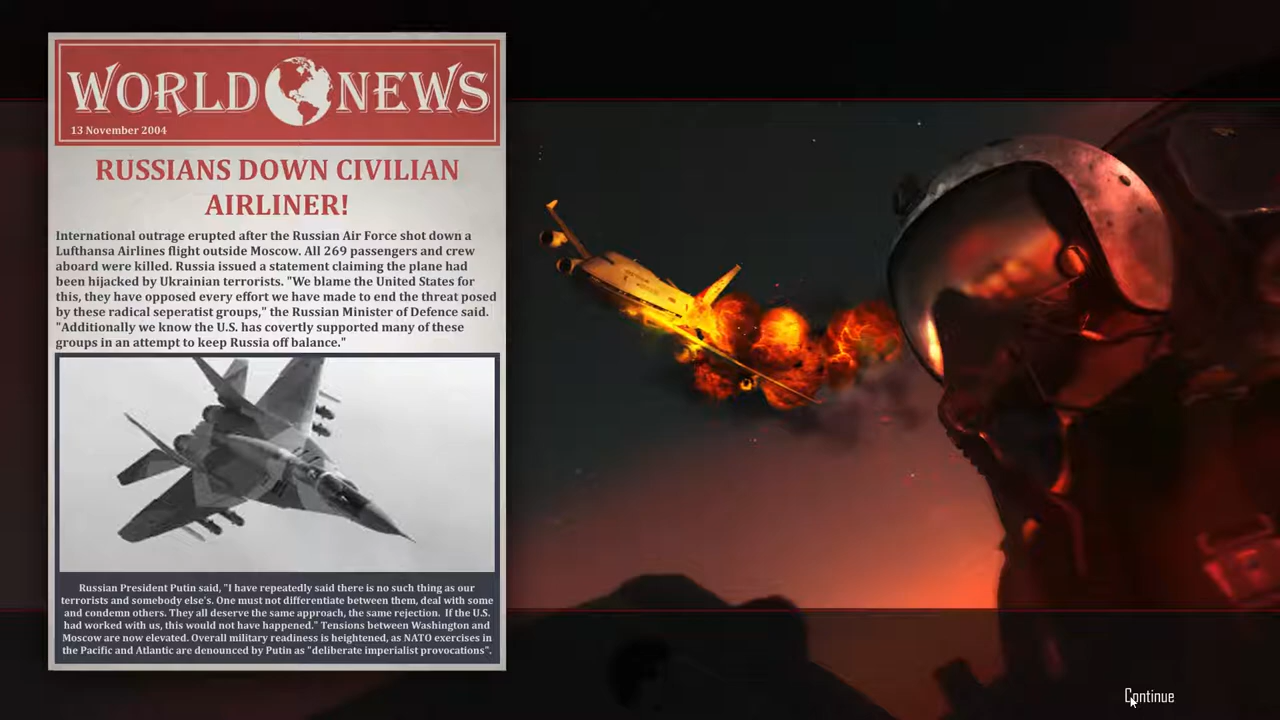 WORLD NEWS
13 November 2004
RUSSIANS DOWN CIVILIAN
AIRLINER!
International outrage erupted after the Russian Air Force shot down a
Lufthansa Airlines flight outside Moscow. All 269 passengers and crew
aboard were killed. Russia issued a statement claiming the plane had
been hijacked by Ukrainian terrorists. "We blame the United States for
this, they have opposed every effort we have made to end the threat posed
by these radical seperatist groups," the Russian Minister of Defence said.
"Additionally we know the U.S. has covertly supported many of these
groups in an attempt to keep Russia off balance."
Russian President Putin said, "I have repeatedly said there is no such thing as our
terrorists and somebody else's. One must not differentiate between them, deal with some
and condemn others. They all deserve the same approach, the same rejection. If the U.S.
had worked with us, this would not have happened." Tensions between Washington and
Moscow are now elevated. Overall military readiness is heightened, as NATO exercises in
the Pacific and Atlantic are denounced by Putin as "deliberate imperialist provocations".
Continue